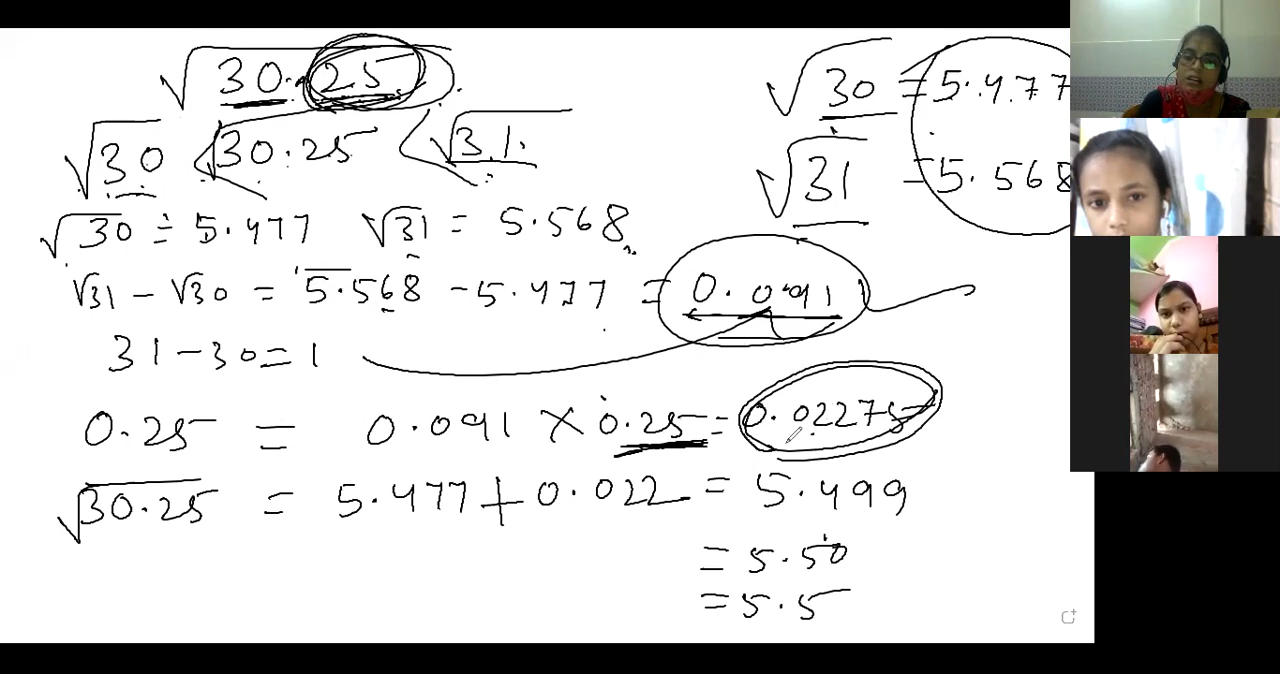 √30.25
√30 < √30.25 < √31.
√30 = 5.477
√31 = 5.568
√30 = 5.477 √31 = 5.568
√31 - √30 = 5.568 - 5.477 = 0.091
31 - 30 = 1
0.25 = 0.091 × 0.25 = 0.02275
√30.25 = 5.477 + 0.022 = 5.499
= 5.50
= 5.5